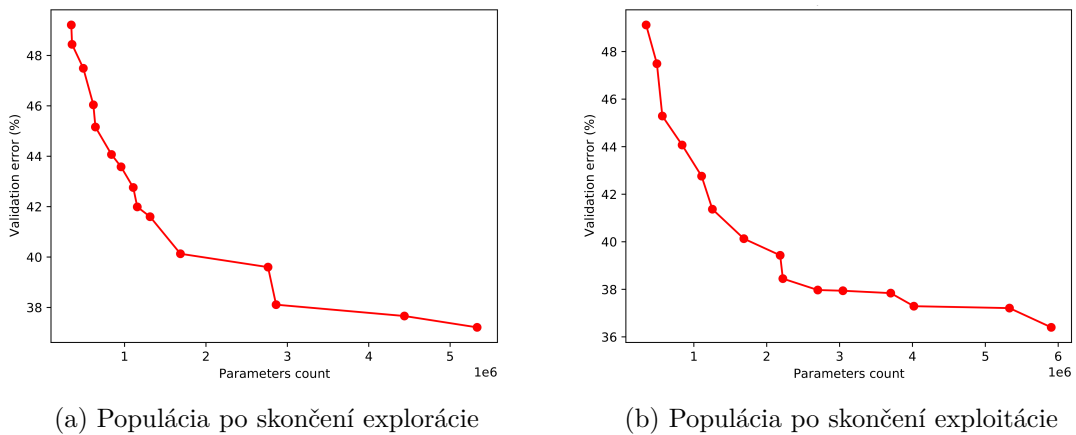 48
46
44
42
40
38
Validation error (%)
1 2 3 4 5
1e6
Parameters count
(a) Populácia po skončení explorácie
48
46
44
42
40
38
36
Validation error (%)
1 2 3 4 5 6
1e6
Parameters count
(b) Populácia po skončení exploitácie